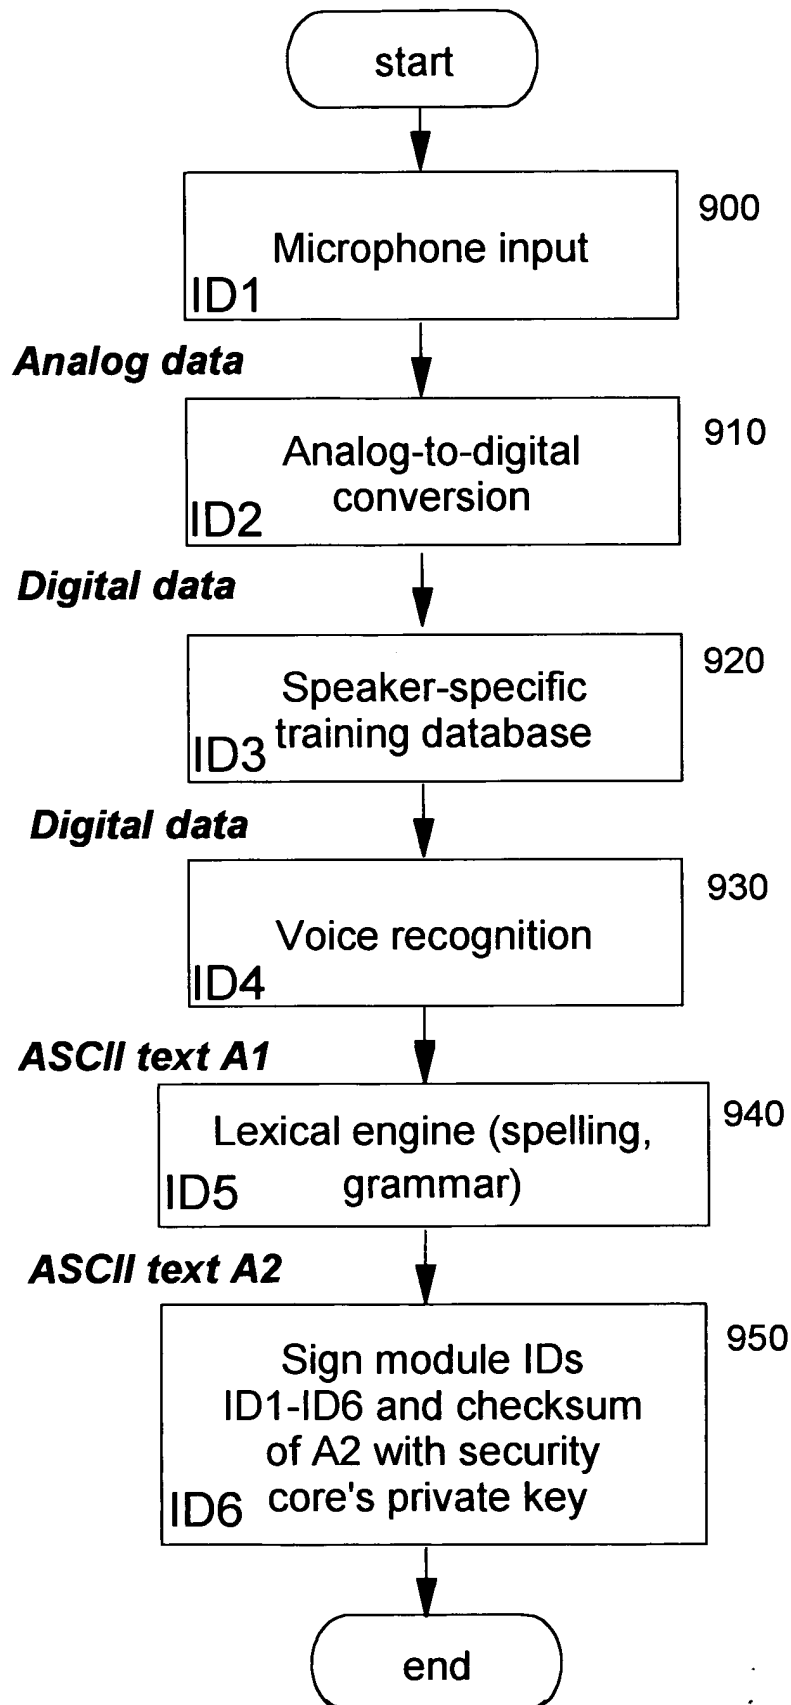 start
900
Microphone input
ID1
Analog data
910
Analog-to-digital
conversion
ID2
Digital data
920
Speaker-specific
training database
ID3
Digital data
930
Voice recognition
ID4
ASCII text A1
940
Lexical engine (spelling,
grammar)
ID5
ASCII text A2
950
Sign module IDs
ID1-ID6 and checksum
of A2 with security
core's private key
ID6
end